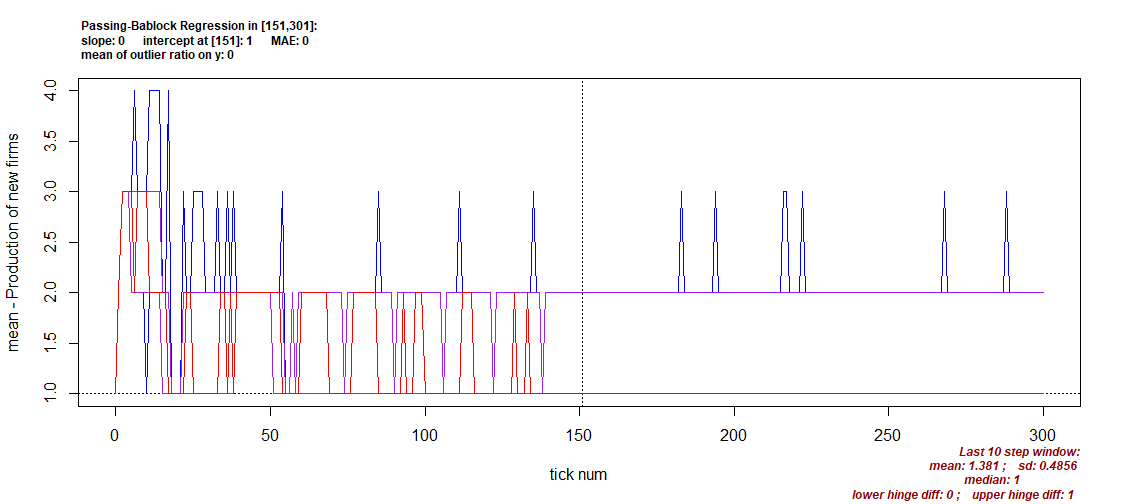 Passing-Bablock Regression in [151,301]:
slope: 0 intercept at [151]: 1 MAE: 0
mean of outlier ratio on y: 0
mean - Production of new firms
4.0
3.5
3.0
2.5
2.0
1.5
1.0
0 50 100 150 200 250 300
tick num
Last 10 step window:
mean: 1.381 ; sd: 0.4856
median: 1
lower hinge diff: 0 ; upper hinge diff: 1